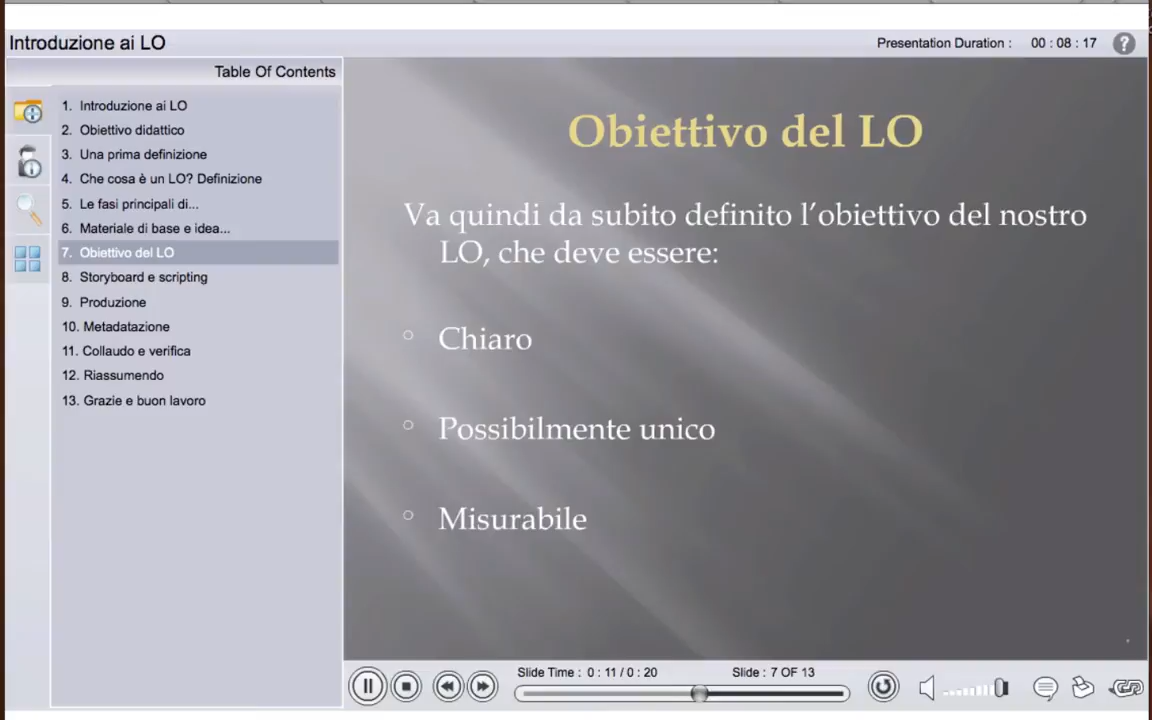 Introduzione ai LO
Presentation Duration : 00 : 08 : 17
?
Table Of Contents
1. Introduzione ai LO
2. Obiettivo didattico
3. Una prima definizione
4. Che cosa è un LO? Definizione
5. Le fasi principali di...
6. Materiale di base e idea...
7. Obiettivo del LO
8. Storyboard e scripting
9. Produzione
10. Metadatazione
11. Collaudo e verifica
12. Riassumendo
13. Grazie e buon lavoro
Obiettivo del LO
Va quindi da subito definito l’obiettivo del nostro
LO, che deve essere:
Chiaro
Possibilmente unico
Misurabile
Slide Time : 0 : 11 / 0 : 20
Slide : 7 OF 13